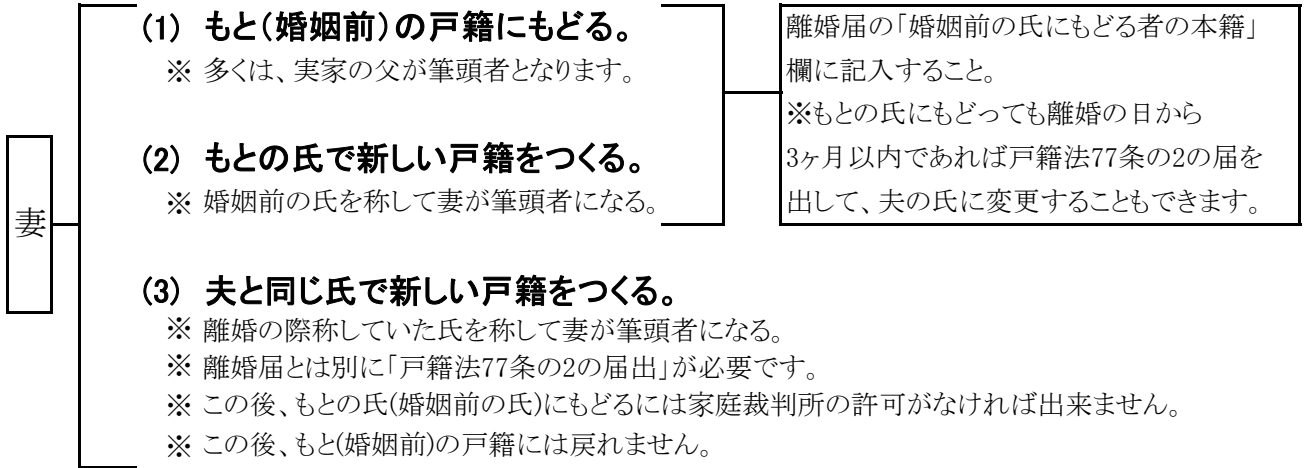 妻
(1) もと(婚姻前)の戸籍にもどる。
※ 多くは、実家の父が筆頭者となります。
(2) もとの氏で新しい戸籍をつくる。
※ 婚姻前の氏を称して妻が筆頭者になる。
離婚届の「婚姻前の氏にもどる者の本籍」
欄に記入すること。
※もとの氏にもどっても離婚の日から
3ヶ月以内であれば戸籍法77条の2の届を
出して、夫の氏に変更することもできます。
(3) 夫と同じ氏で新しい戸籍をつくる。
※ 離婚の際称していた氏を称して妻が筆頭者になる。
※ 離婚届とは別に「戸籍法77条の2の届出」が必要です。
※ この後、もとの氏(婚姻前の氏)にもどるには家庭裁判所の許可がなければ出来ません。
※ この後、もと(婚姻前)の戸籍には戻れません。